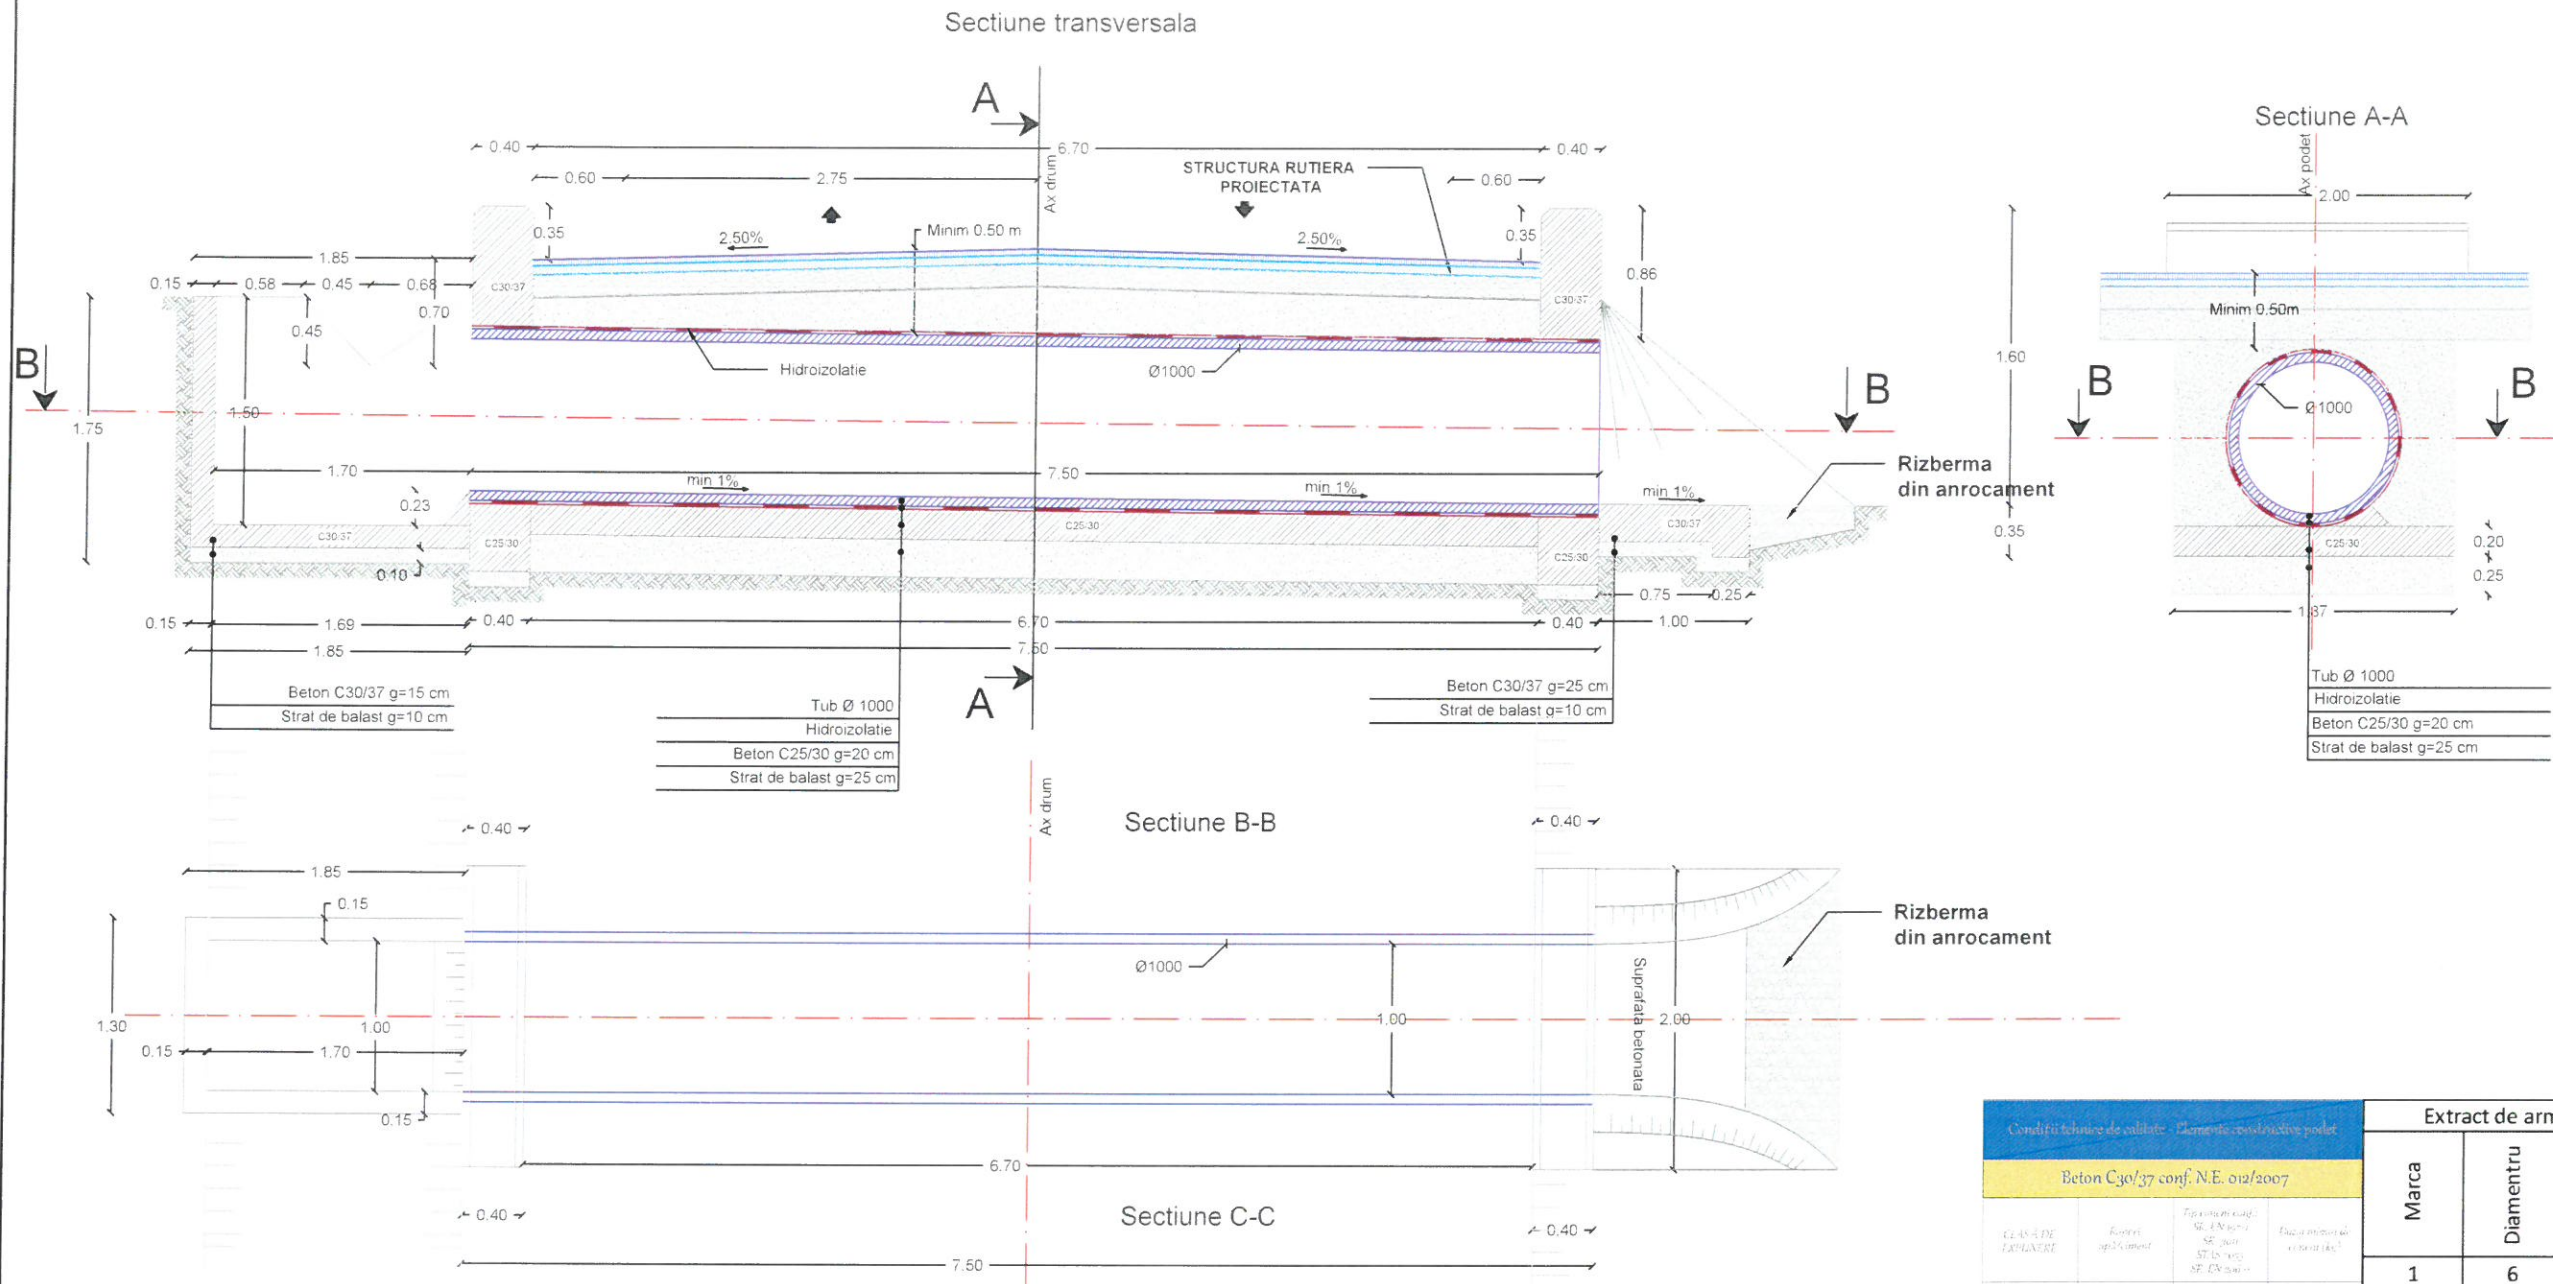 Sectiune transversala
A
0.40
6.70
0.40
Ax drum
STRUCTURA RUTIERA
PROIECTATA
0.60
2.75
0.60
0.35
2.50%
Minim 0.50 m
2.50%
0.35
0.86
1.85
0.15
0.58
0.45
0.68
C30/37
C30/37
0.45
0.70
B
Hidroizolatie
Ø1000
B
1.50
1.75
1.60
1.70
7.50
Rizberma
din anrocament
min 1%
min 1%
min 1%
0.23
C30/37
C25/30
C25/30
C25/30
C30/37
0.35
0.10
0.75
0.25
0.15
1.69
0.40
6.70
0.40
1.00
1.85
7.50
A
Beton C30/37 g=15 cm
Strat de balast g=10 cm
Tub Ø 1000
Hidroizolatie
Beton C25/30 g=20 cm
Strat de balast g=25 cm
Beton C30/37 g=25 cm
Strat de balast g=10 cm
Sectiune A-A
Ax podet
2.00
Minim 0.50m
B
Ø1000
B
C25/30
0.20
0.25
1.87
Tub Ø 1000
Hidroizolatie
Beton C25/30 g=20 cm
Strat de balast g=25 cm
Ax drum
Sectiune B-B
0.40
0.40
1.85
0.15
Ø1000
Rizberma
din anrocament
Suprafata betonata
1.30
1.00
1.00
2.00
0.15
1.70
0.15
6.70
Sectiune C-C
0.40
0.40
7.50
Conditii tehnice de calitate - Elemente constructive podet
Beton C30/37 conf. N.E. 012/2007
CLASA DE
EXPUNERE
Extract de arm
Marca
Diamentru
1
6